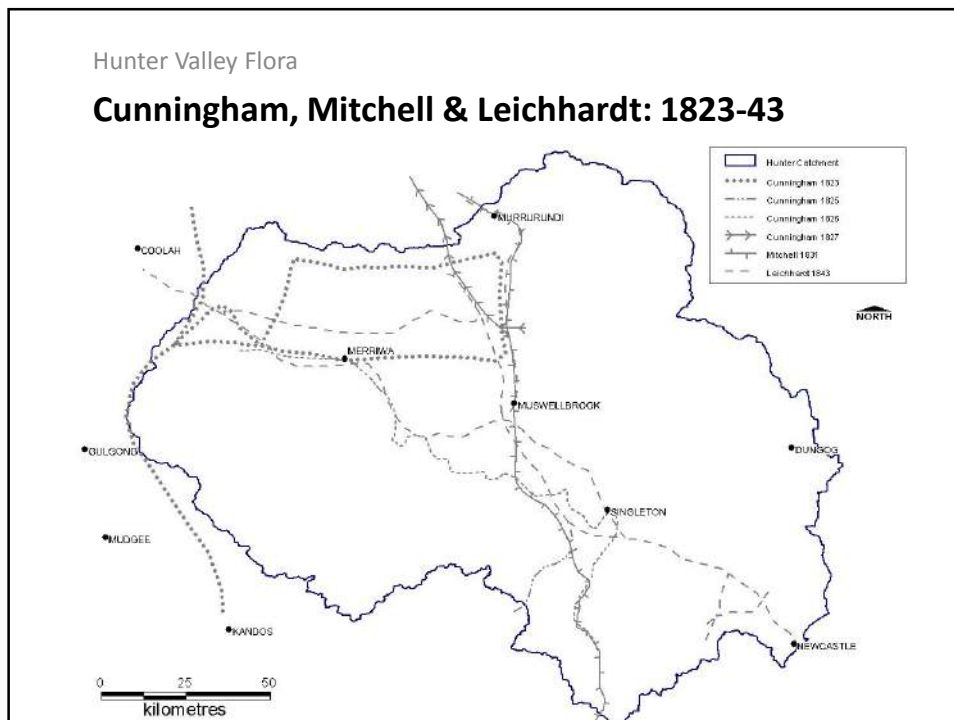 Hunter Valley Flora
Cunningham, Mitchell & Leichhardt: 1823-43
Hunter Catchment
Cunningham 1823
Cunningham 1825
Cunningham 1826
Cunningham 1827
Mitchell 1831
Leichhardt 1843
NORTH
MURRURUNDI
COOLAH
MERRIWA
MUSWELLBROOK
GULGONG
DUNGOG
SINGLETON
MUDGEE
KANDOS
NEWCASTLE
0 25 50
kilometres